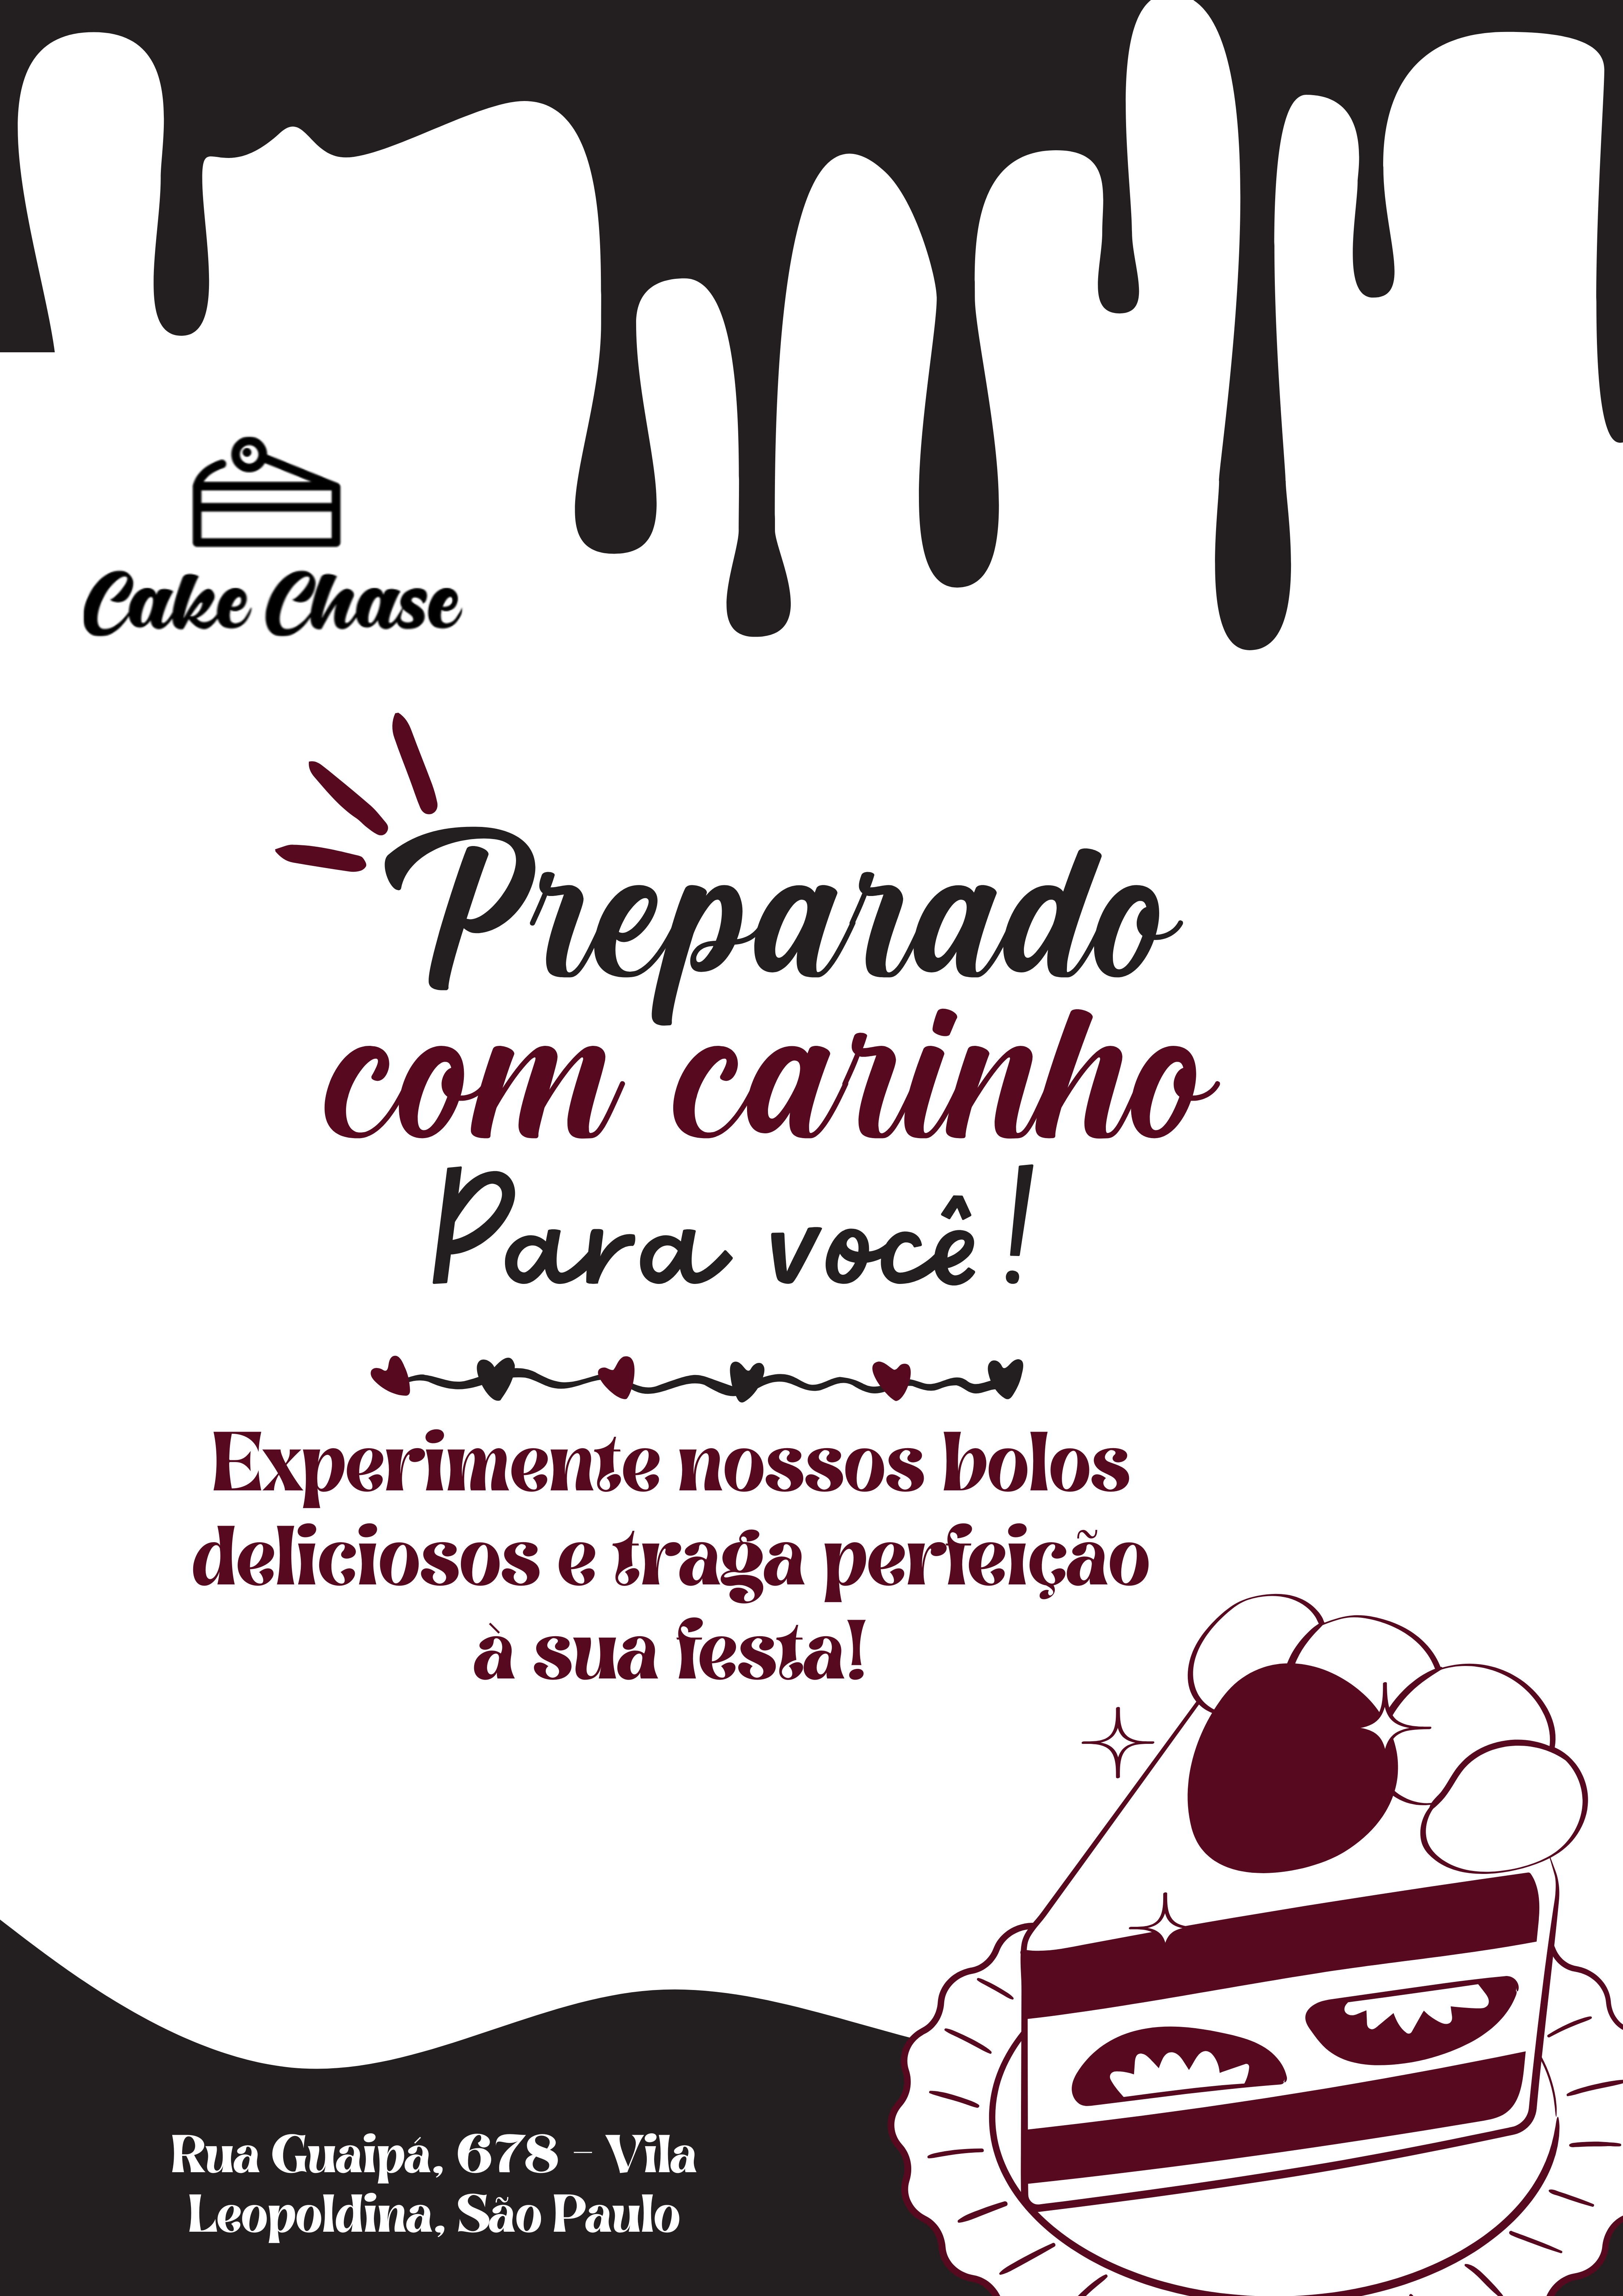 Cake Chase
Preparado
com carinho
Para você!
Experimente nossos bolos
deliciosos e traga perfeição
à sua festa!
Rua Guaipá, 678 - Vila
Leopoldina, São Paulo